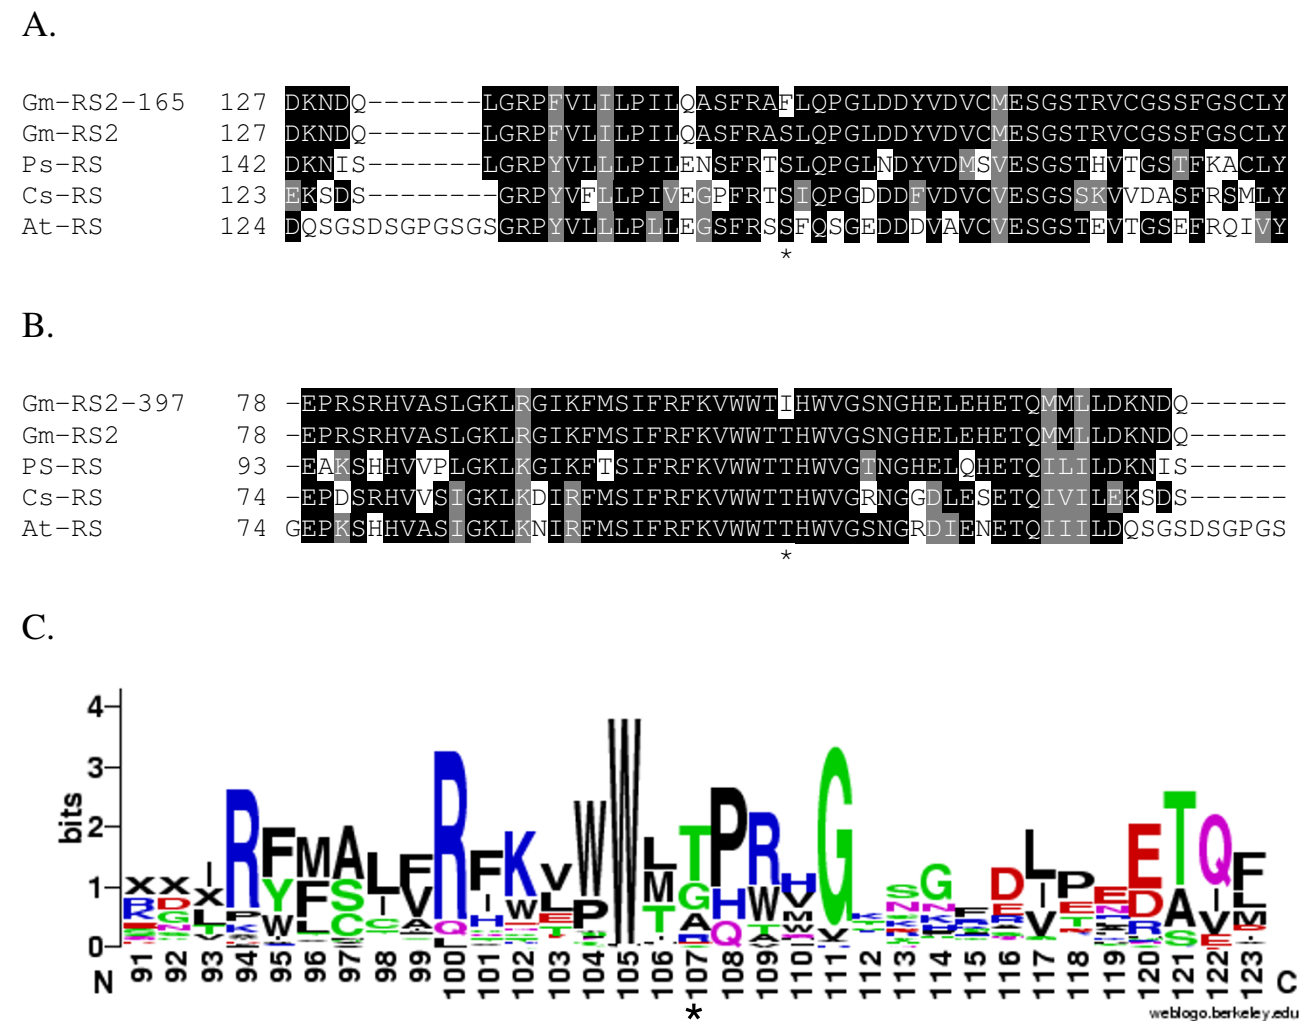 A.
Gm-RS2-165 127 DKNDQ-------LGRPFVLILPILQASFRAFLQPGLDDYVDVCMESGSTRVCGSSFGSCLY
Gm-RS2 127 DKNDQ-------LGRPFVLILPILQASFRASLQPGLDDYVDVCMESGSTRVCGSSFGSCLY
Ps-RS 142 DKNIS-------LGRPYVLLLPILENSFRTSLQPGLNDYVDMSVESGSTHVTGSTFKACLY
Cs-RS 123 EKSDS--------GRPYVFLLPIVEGPFRTSIQPGDDDFVDVCVESGSSKVVDASFRSMLY
At-RS 124 DQSGSDSGPGSGSGRPYVLLLPLLEGSFRSSFQSGEDDDVAVCVESGSTEVTGSEFRQIVY
*
B.
Gm-RS2-397 78 -EPRSRHVASLGKLRGIKFMSIFRFKVWWTIHWVGSNGHELEHETQMMLLDKNDQ------
Gm-RS2 78 -EPRSRHVASLGKLRGIKFMSIFRFKVWWTTHWVGSNGHELEHETQMMLLDKNDQ------
PS-RS 93 -EAKSHHVVPLGKLKGIKFTSIFRFKVWWTTHWVGTNGHELQHETQILILDKNIS------
Cs-RS 74 -EPDSRHVVSIGKLKDIRFMSIFRFKVWWTTHWVGRNGGDLESETQIVILEKSDS------
At-RS 74 GEPKSHHVASIGKLKNIRFMSIFRFKVWWTTHWVGSNGRDIENETQIIILDQSGSDSGPGS
*
C.
bits
4
3
2
1
0
N 91 92 93 94 95 96 97 98 99 100 101 102 103 104 105 106 107 108 109 110 111 112 113 114 115 116 117 118 119 120 121 122 123 C
*
weblogo.berkeley.edu